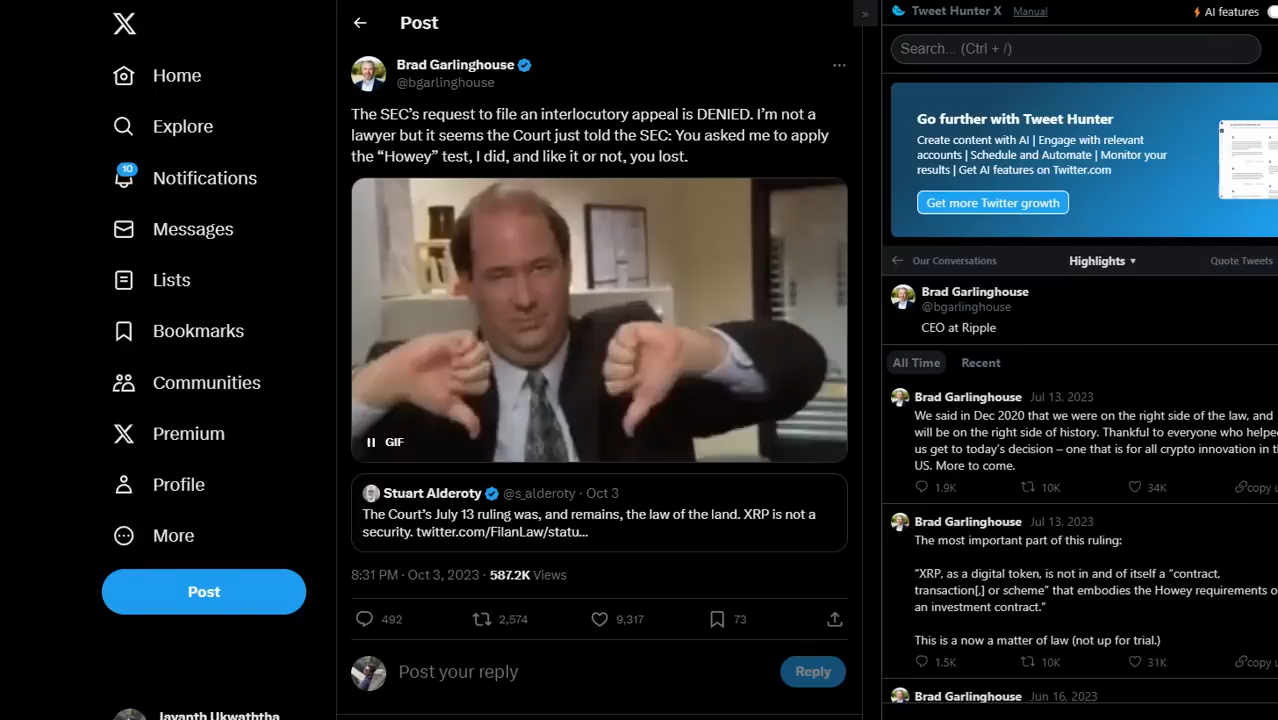 Home
Explore
10
Notifications
Messages
Lists
Bookmarks
Communities
Premium
Profile
More
Post
Post
Brad Garlinghouse
@bgarlinghouse
The SEC’s request to file an interlocutory appeal is DENIED. I’m not a
lawyer but it seems the Court just told the SEC: You asked me to apply
the “Howey” test, I did, and like it or not, you lost.
GIF
Stuart Alderoty @s_alderoty · Oct 3
The Court’s July 13 ruling was, and remains, the law of the land. XRP is not a
security. twitter.com/FilanLaw/statu...
8:31 PM · Oct 3, 2023 · 587.2K Views
492 2,574 9,317 73
Post your reply
Reply
»
Tweet Hunter X Manual AI features
Search... (Ctrl + /)
Go further with Tweet Hunter
Create content with AI | Engage with relevant
accounts | Schedule and Automate | Monitor your
results | Get AI features on Twitter.com
Get more Twitter growth
Our Conversations Highlights Quote Tweets
Brad Garlinghouse
@bgarlinghouse
CEO at Ripple
All Time Recent
Brad Garlinghouse Jul 13, 2023
We said in Dec 2020 that we were on the right side of the law, and
will be on the right side of history. Thankful to everyone who helpe
us get to today’s decision – one that is for all crypto innovation in t
US. More to come.
1.9K 10K 34K copy u
Brad Garlinghouse Jul 13, 2023
The most important part of this ruling:
“XRP, as a digital token, is not in and of itself a “contract,
transaction[,] or scheme” that embodies the Howey requirements o
an investment contract.”
This is a now a matter of law (not up for trial.)
1.5K 10K 31K copy u
Brad Garlinghouse Jun 16, 2023